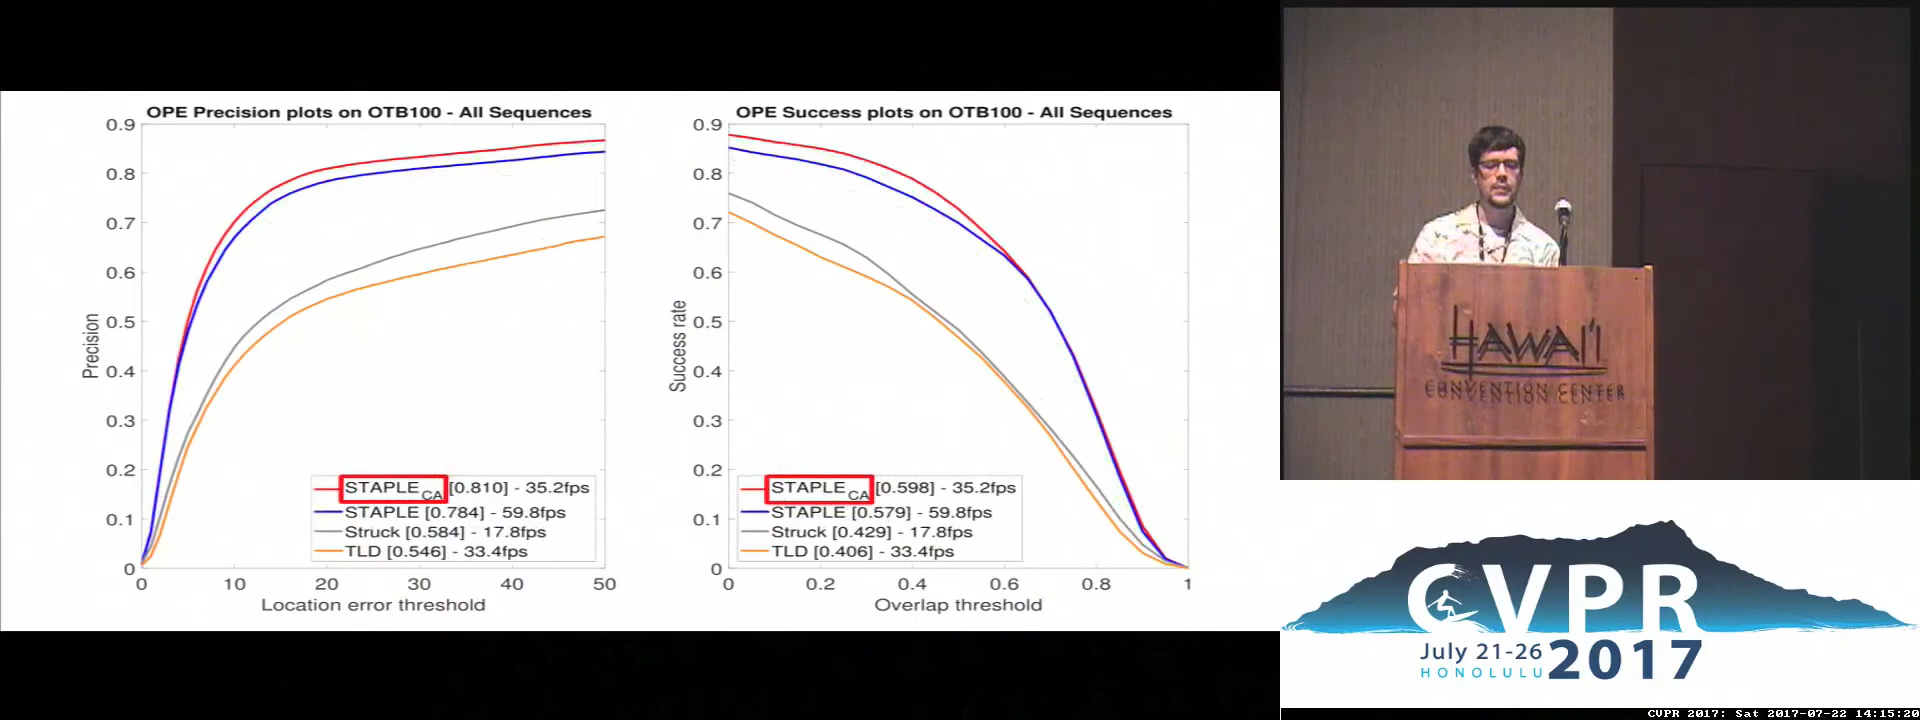 OPE Precision plots on OTB100 - All Sequences
0.9
0.8
0.7
0.6
0.5
0.4
0.3
0.2
0.1
0
Precision
STAPLE_CA [0.810] - 35.2fps
STAPLE [0.784] - 59.8fps
Struck [0.584] - 17.8fps
TLD [0.546] - 33.4fps
0 10 20 30 40 50
Location error threshold
OPE Success plots on OTB100 - All Sequences
0.9
0.8
0.7
0.6
0.5
0.4
0.3
0.2
0.1
0
Success rate
STAPLE_CA [0.598] - 35.2fps
STAPLE [0.579] - 59.8fps
Struck [0.429] - 17.8fps
TLD [0.406] - 33.4fps
0 0.2 0.4 0.6 0.8 1
Overlap threshold
HAWAI'I
CONVENTION CENTER
CVPR
July 21-26
HONOLULU
2017
CVPR 2017: Sat 2017-07-22 14:15:20